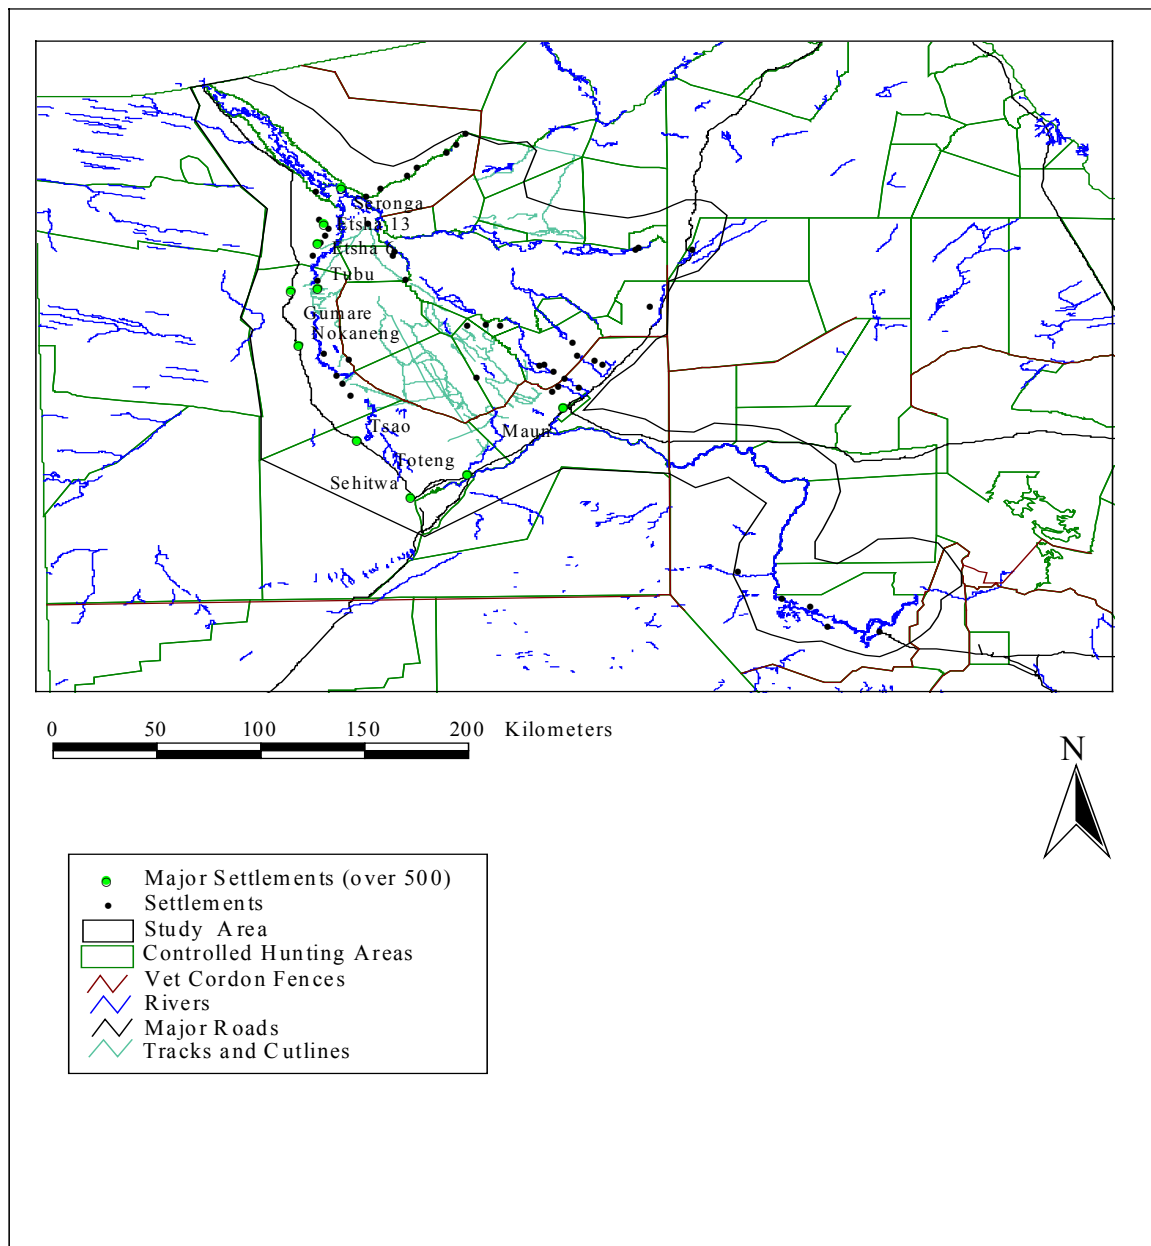 Seronga
Etsha 13
Etsha 6
Tubu
Gumare
Nokaneng
Tsao
Maun
Toteng
Sehitwa
0 50 100 150 200 Kilometers
N
Major Settlements (over 500)
Settlements
Study Area
Controlled Hunting Areas
Vet Cordon Fences
Rivers
Major Roads
Tracks and Cutlines